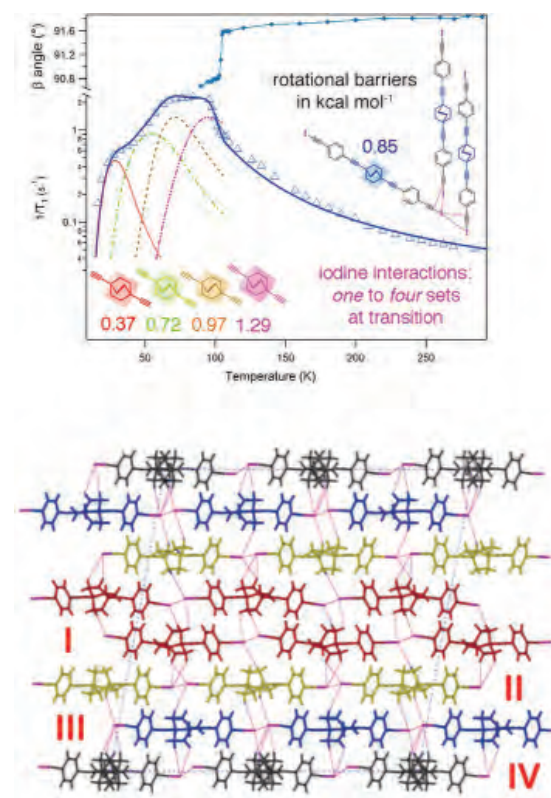 91.6
91.2
90.8
β angle (°)
rotational barriers
in kcal mol⁻¹
0.85
1
0.1
1/T₁ (s⁻¹)
iodine interactions:
one to four sets
at transition
0.37 0.72 0.97 1.29
50 100 150 200 250
Temperature (K)
I
II
III
IV